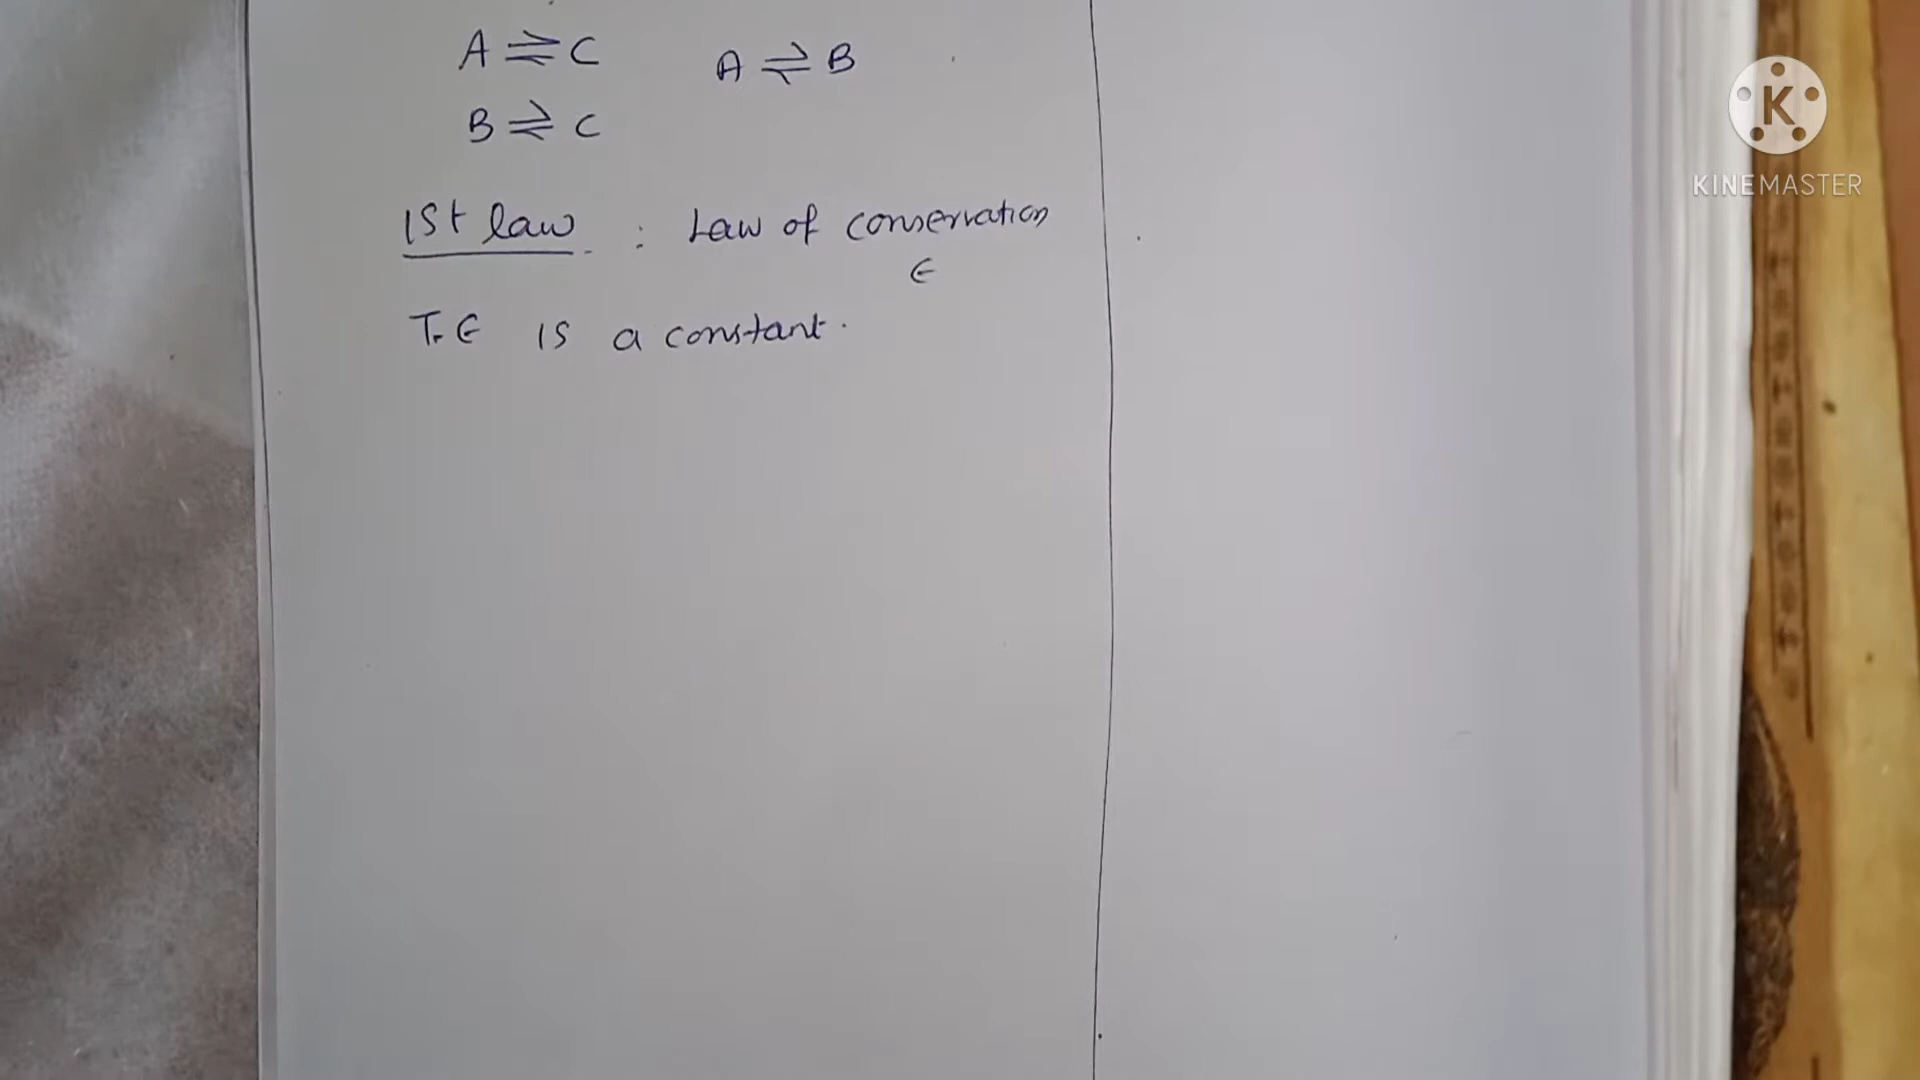 A ⇌ C
B ⇌ C
A ⇌ B
1St law : Law of conservation
E
T.E is a constant.
K
KINEMASTER